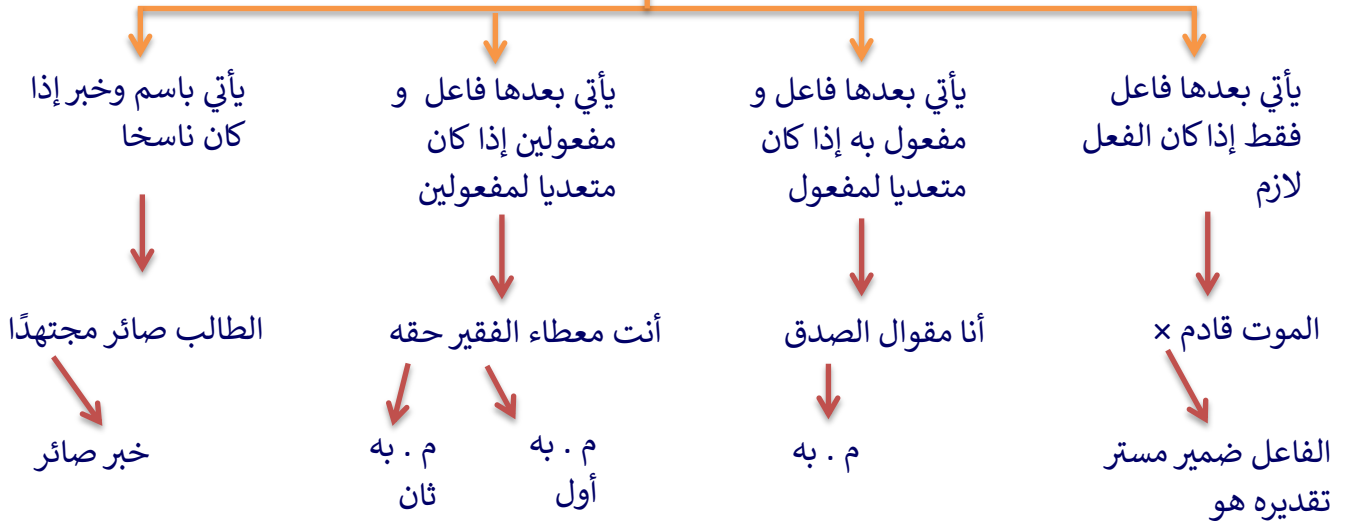 يأتي بعدها فاعل
فقط إذا كان الفعل
لازم
يأتي بعدها فاعل و
مفعول به إذا كان
متعديا لمفعول
يأتي بعدها فاعل و
مفعولين إذا كان
متعديا لمفعولين
يأتي باسم وخبر إذا
كان ناسخا
الموت قادم ×
أنا مقوال الصدق
أنت معطاء الفقير حقه
الطالب صائر مجتهدًا
الفاعل ضمير مستر
تقديره هو
م . به
م . به
أول
م . به
ثان
خبر صائر